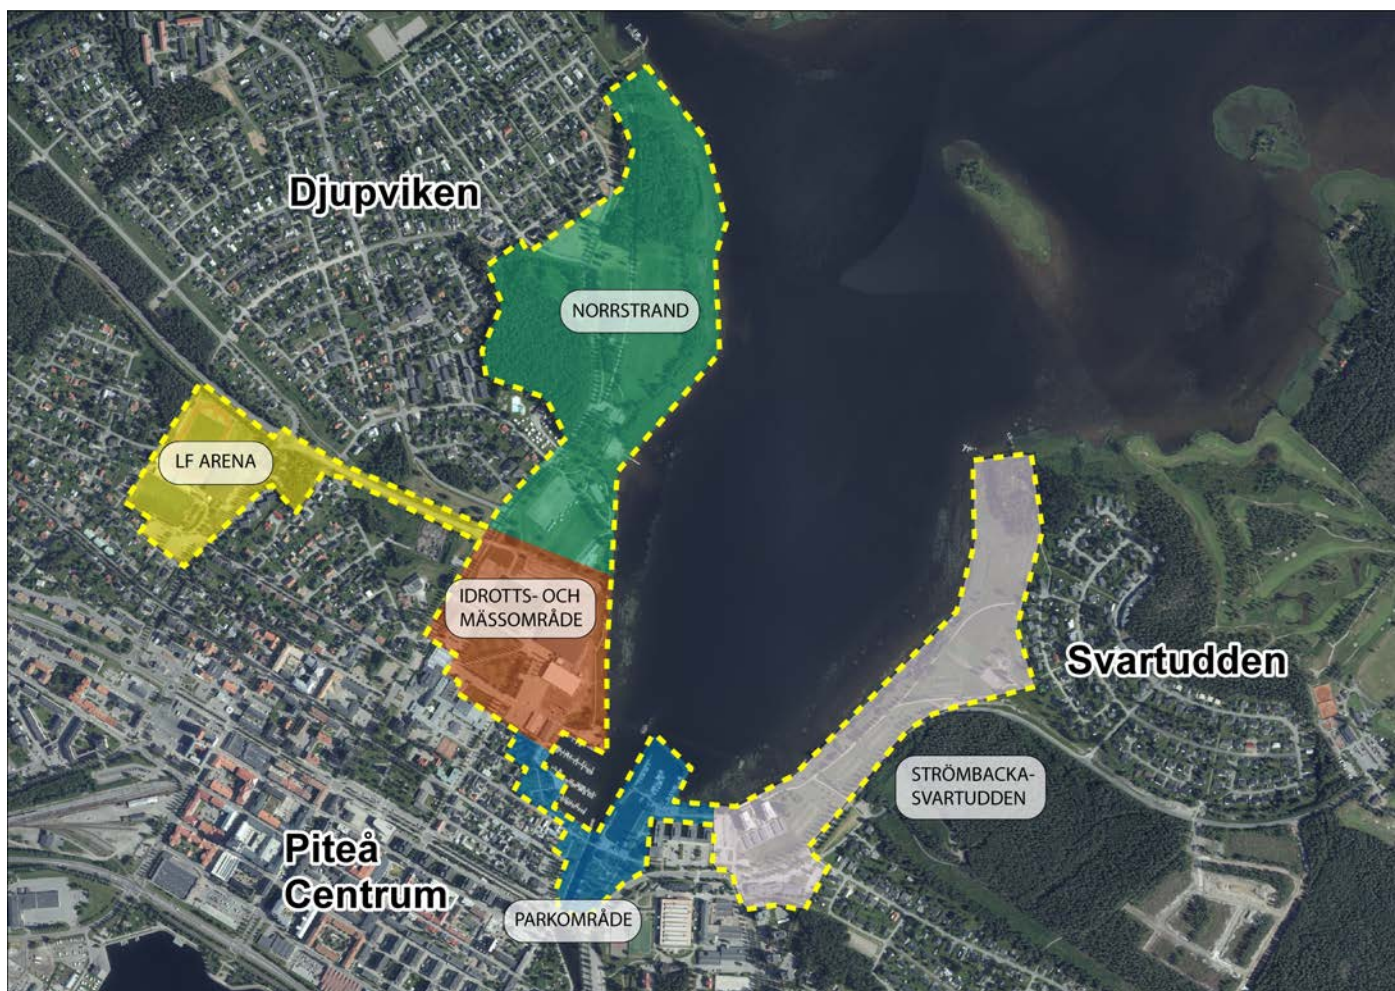 Djupviken
NORRSTRAND
LF ARENA
IDROTTS- OCH
MÄSSOMRÅDE
Svartudden
STRÖMBACKA-
SVARTUDDEN
Piteå
Centrum
PARKOMRÅDE